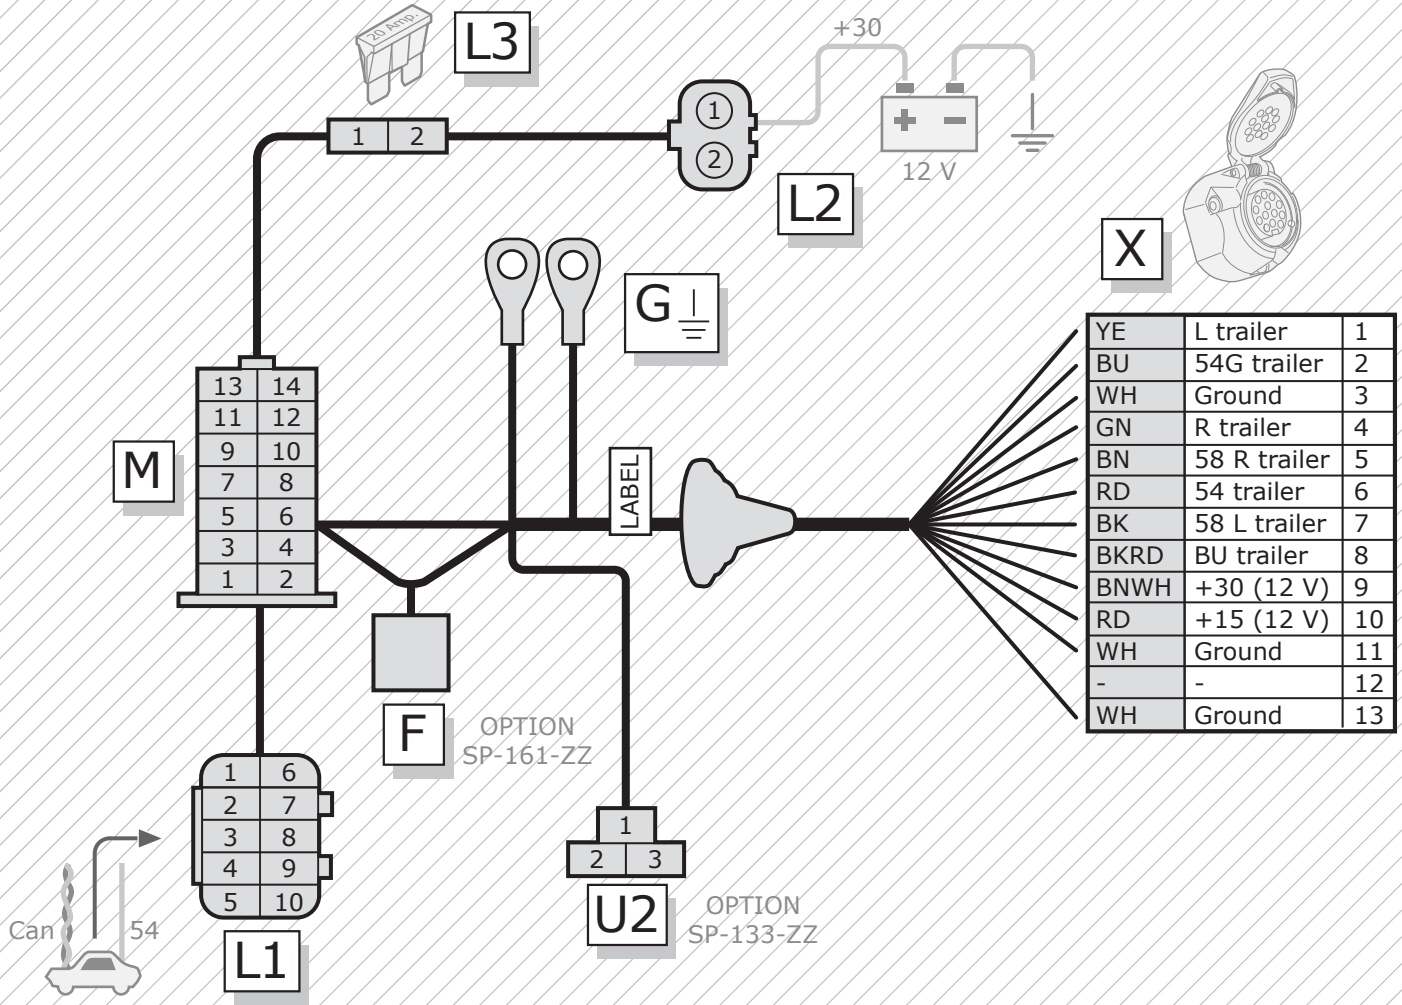 20 Amp.
L3
1 2
1
2
+30
+ -
12 V
L2
G
X
YE L trailer 1
BU 54G trailer 2
WH Ground 3
GN R trailer 4
BN 58 R trailer 5
RD 54 trailer 6
BK 58 L trailer 7
BKRD BU trailer 8
BNWH +30 (12 V) 9
RD +15 (12 V) 10
WH Ground 11
- - 12
WH Ground 13
M
13 14
11 12
9 10
7 8
5 6
3 4
1 2
LABEL
F
OPTION
SP-161-ZZ
1 6
2 7
3 8
4 9
5 10
L1
Can
54
1
2 3
U2
OPTION
SP-133-ZZ